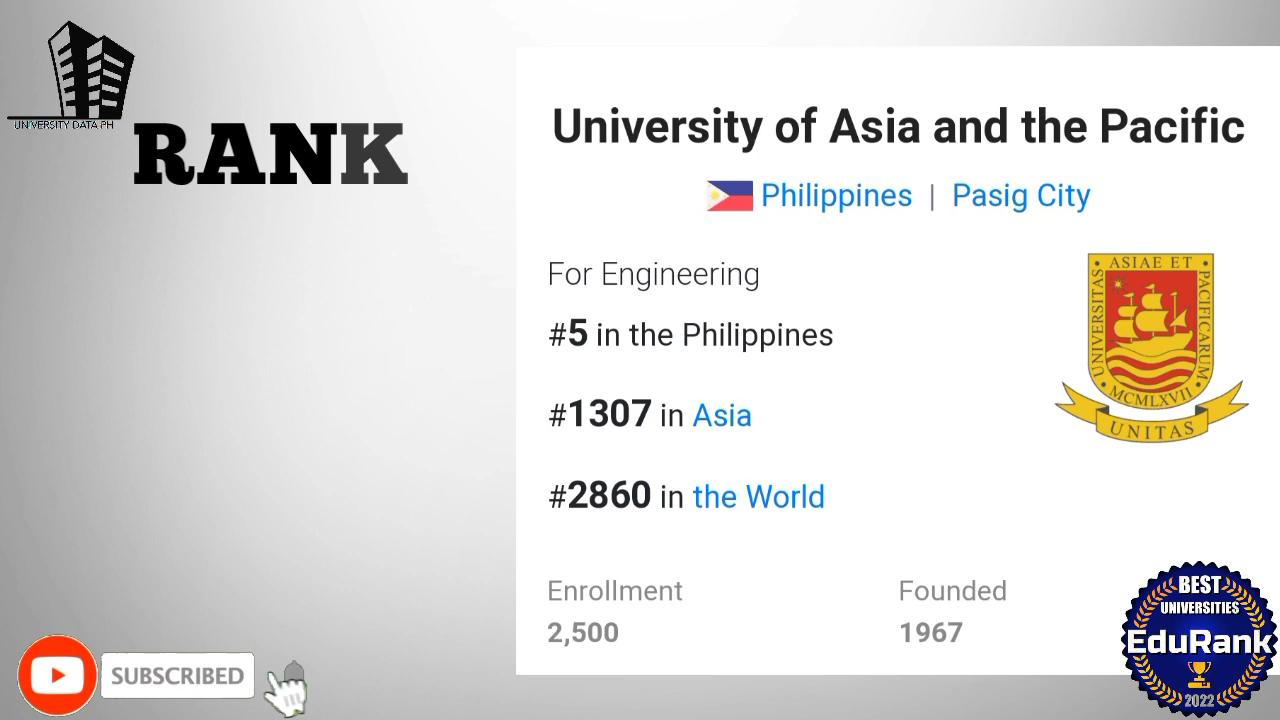 UNIVERSITY DATA PH
RANK
University of Asia and the Pacific
Philippines | Pasig City
For Engineering
#5 in the Philippines
#1307 in Asia
#2860 in the World
Enrollment
2,500
Founded
1967
UNIVERSITAS • ASIAE ET • PACIFICARUM
• MCMLXVII •
UNITAS
BEST
UNIVERSITIES
EduRank
2022
SUBSCRIBED